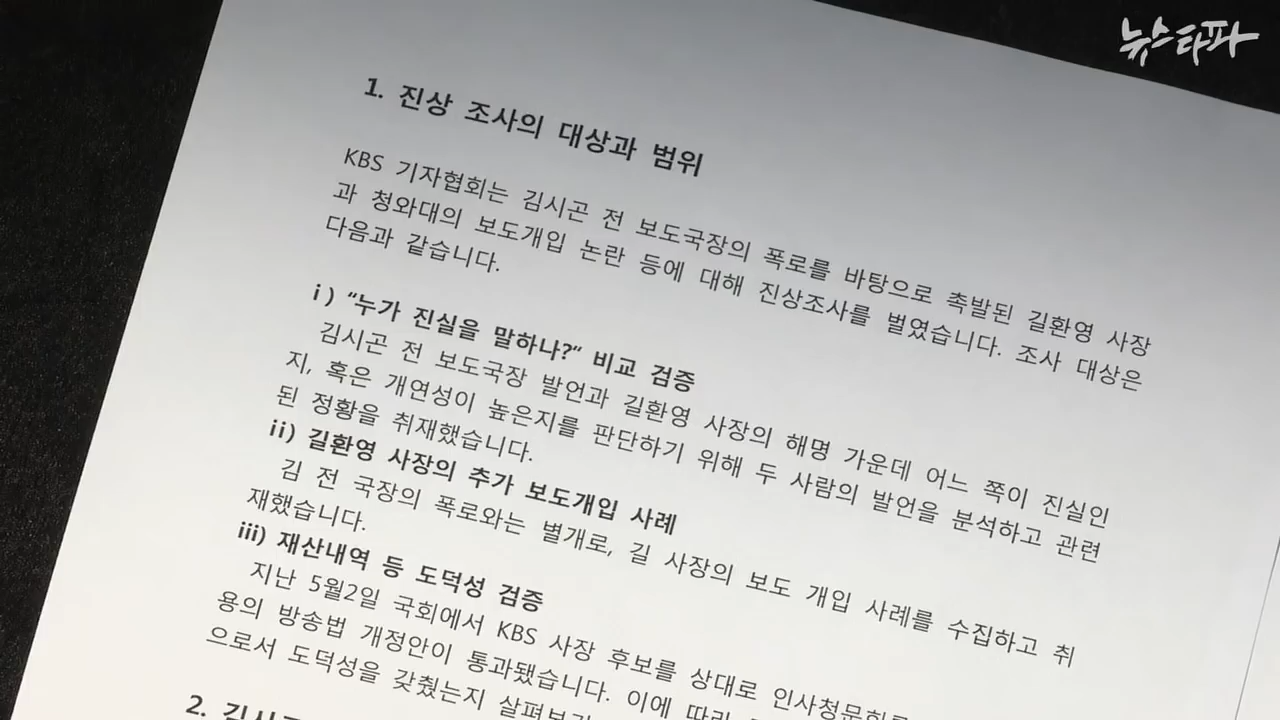 뉴스타파
1. 진상 조사의 대상과 범위
KBS 기자협회는 김시곤 전 보도국장의 폭로를 바탕으로 촉발된 길환영 사장
과 청와대의 보도개입 논란 등에 대해 진상조사를 벌였습니다. 조사 대상은
다음과 같습니다.
i) “누가 진실을 말하나?” 비교 검증
김시곤 전 보도국장 발언과 길환영 사장의 해명 가운데 어느 쪽이 진실인
지, 혹은 개연성이 높은지를 판단하기 위해 두 사람의 발언을 분석하고 관련
된 정황을 취재했습니다.
ii) 길환영 사장의 추가 보도개입 사례
김 전 국장의 폭로와는 별개로, 길 사장의 보도 개입 사례를 수집하고 취
재했습니다.
iii) 재산내역 등 도덕성 검증
지난 5월2일 국회에서 KBS 사장 후보를 상대로 인사청문회를
용의 방송법 개정안이 통과됐습니다. 이에 따라
으로서 도덕성을 갖췄는지
2.